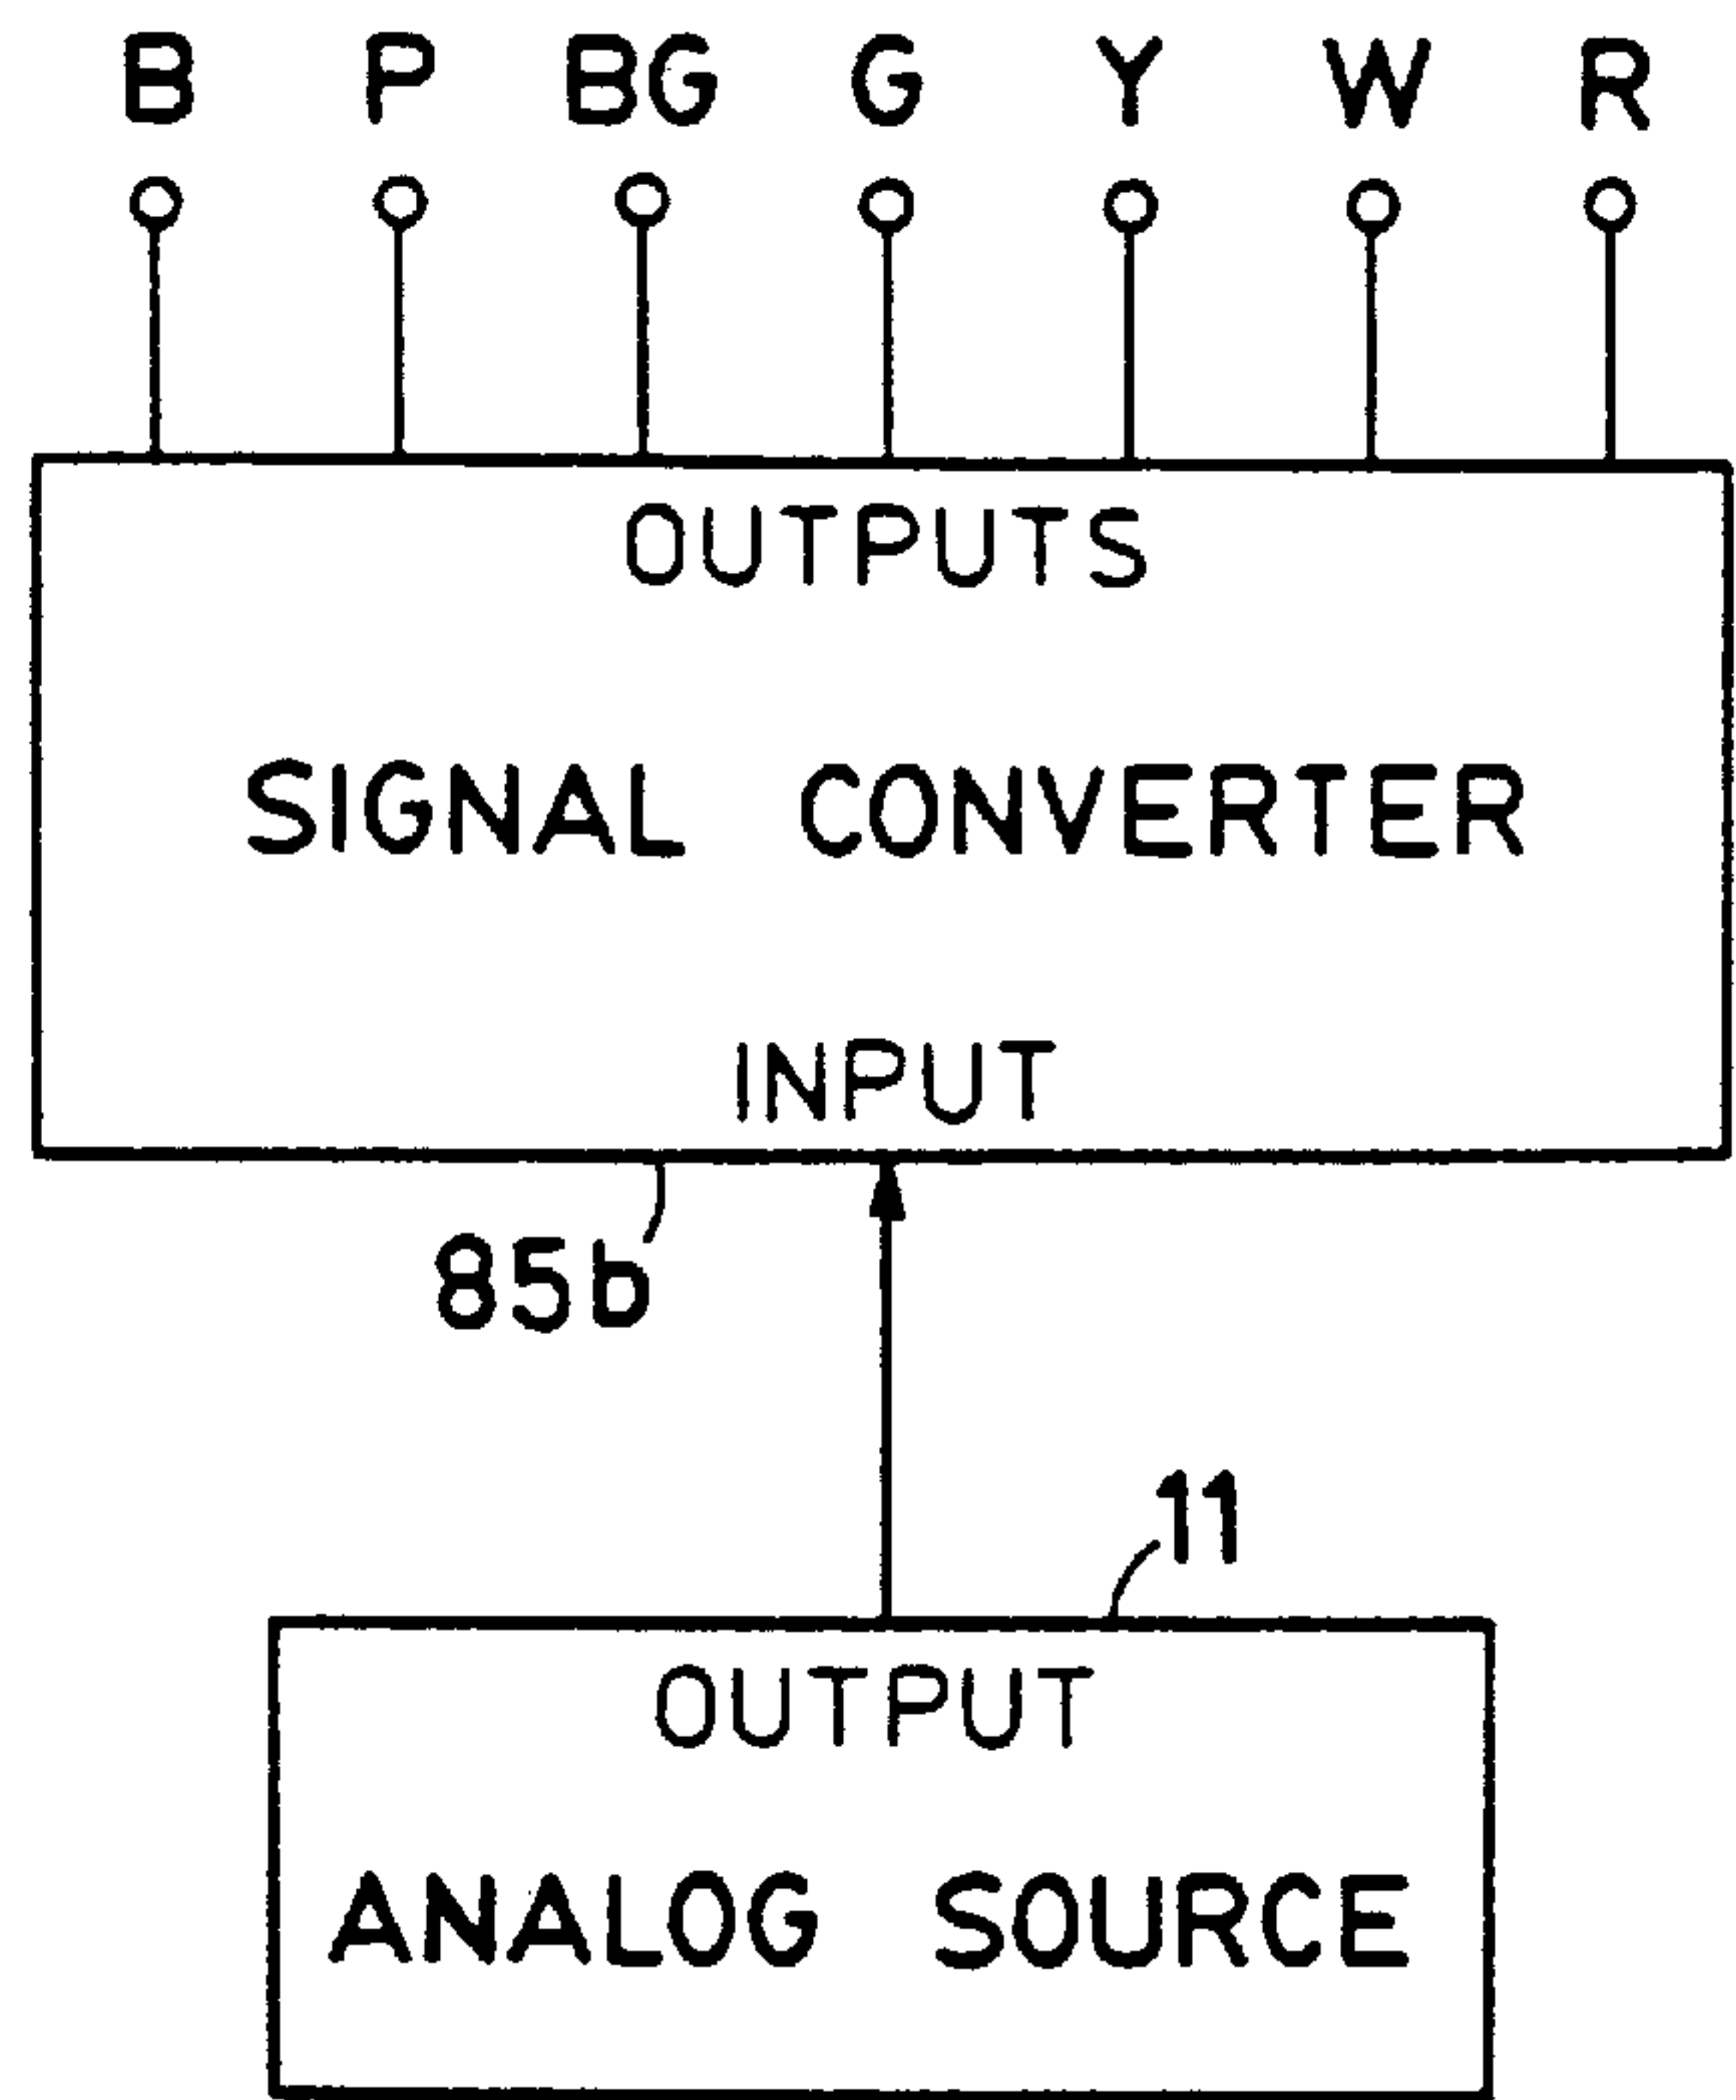 B P BG G Y W R
OUTPUTS
SIGNAL CONVERTER
INPUT
85b
11
OUTPUT
ANALOG SOURCE